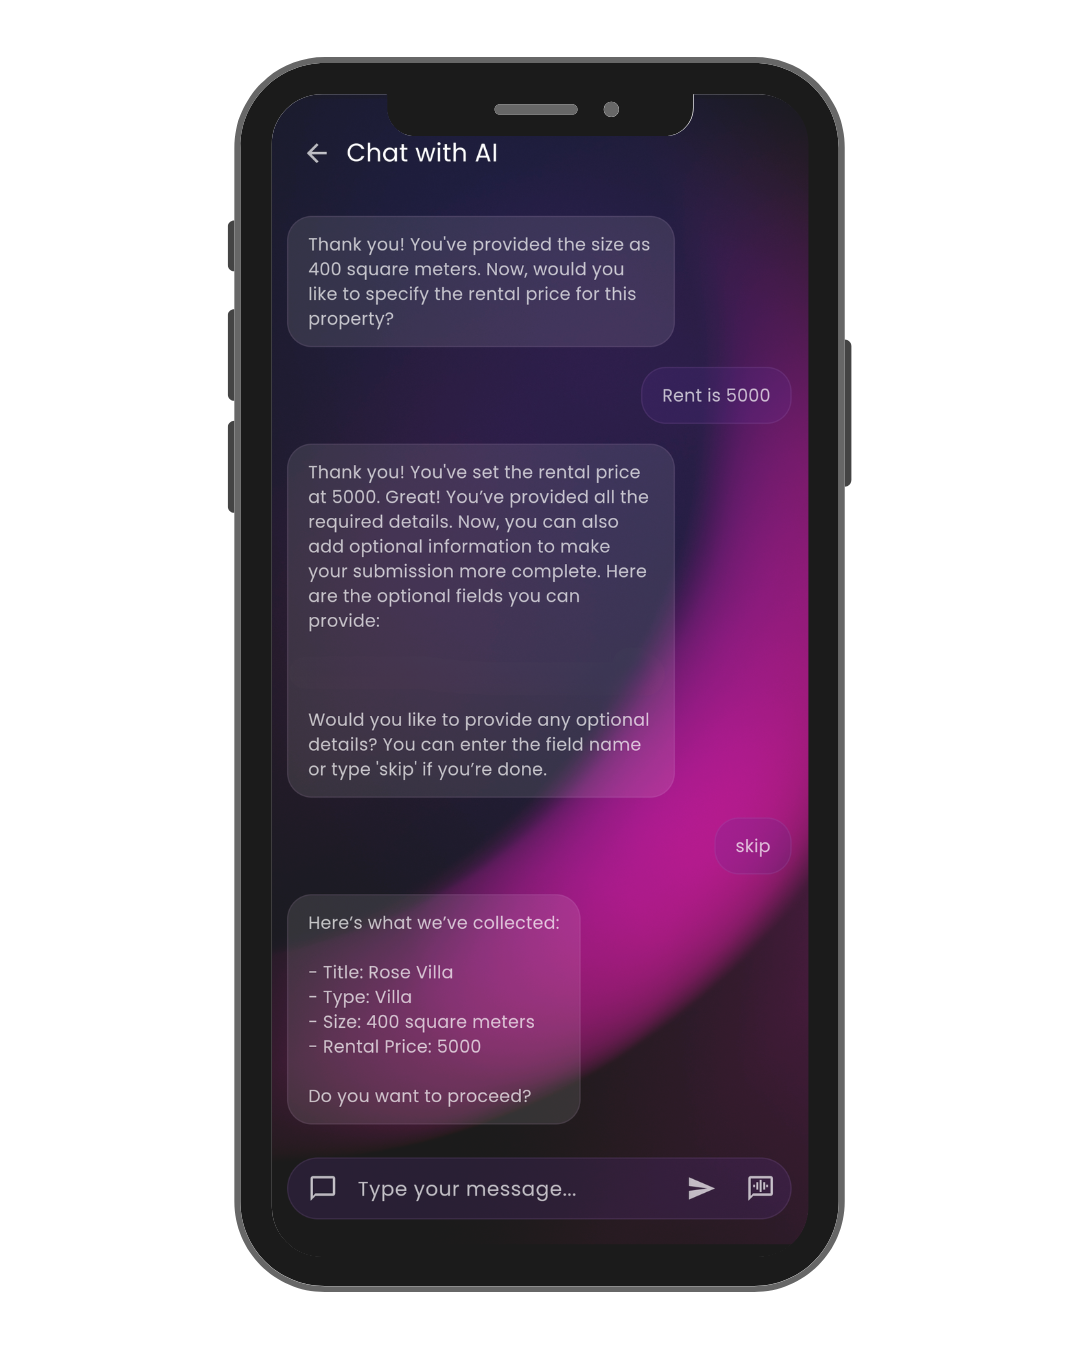 Chat with AI
Thank you! You've provided the size as
400 square meters. Now, would you
like to specify the rental price for this
property?
Rent is 5000
Thank you! You've set the rental price
at 5000. Great! You’ve provided all the
required details. Now, you can also
add optional information to make
your submission more complete. Here
are the optional fields you can
provide:
Would you like to provide any optional
details? You can enter the field name
or type 'skip' if you’re done.
skip
Here’s what we’ve collected:
- Title: Rose Villa
- Type: Villa
- Size: 400 square meters
- Rental Price: 5000
Do you want to proceed?
Type your message...